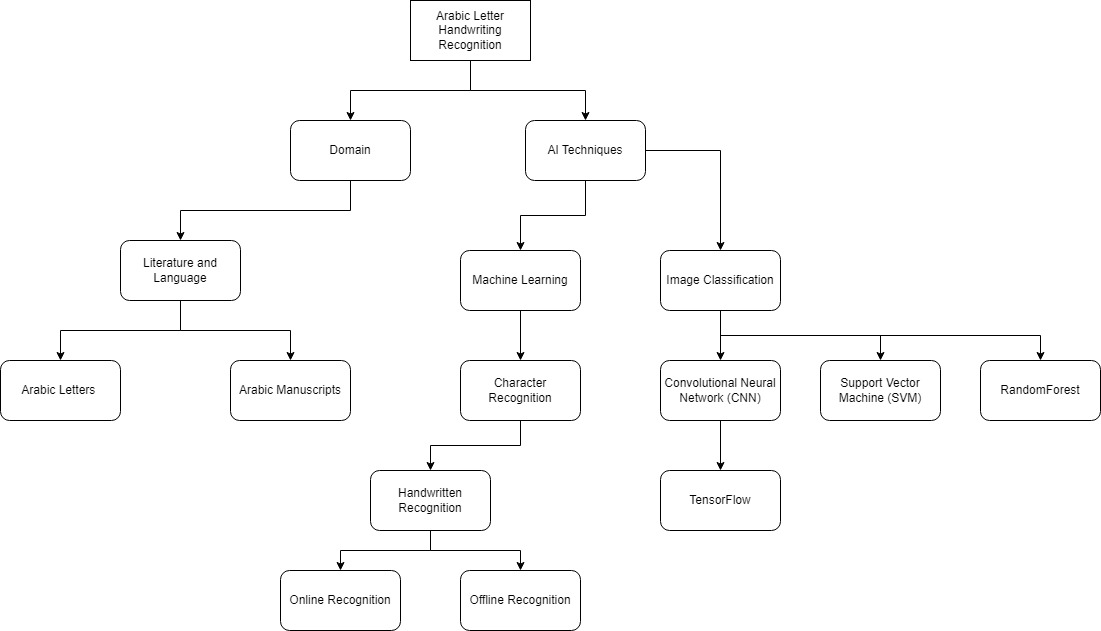 Arabic Letter
Handwriting
Recognition
Domain
AI Techniques
Literature and
Language
Machine Learning
Image Classification
Arabic Letters
Arabic Manuscripts
Character
Recognition
Convolutional Neural
Network (CNN)
Support Vector
Machine (SVM)
RandomForest
Handwritten
Recognition
TensorFlow
Online Recognition
Offline Recognition